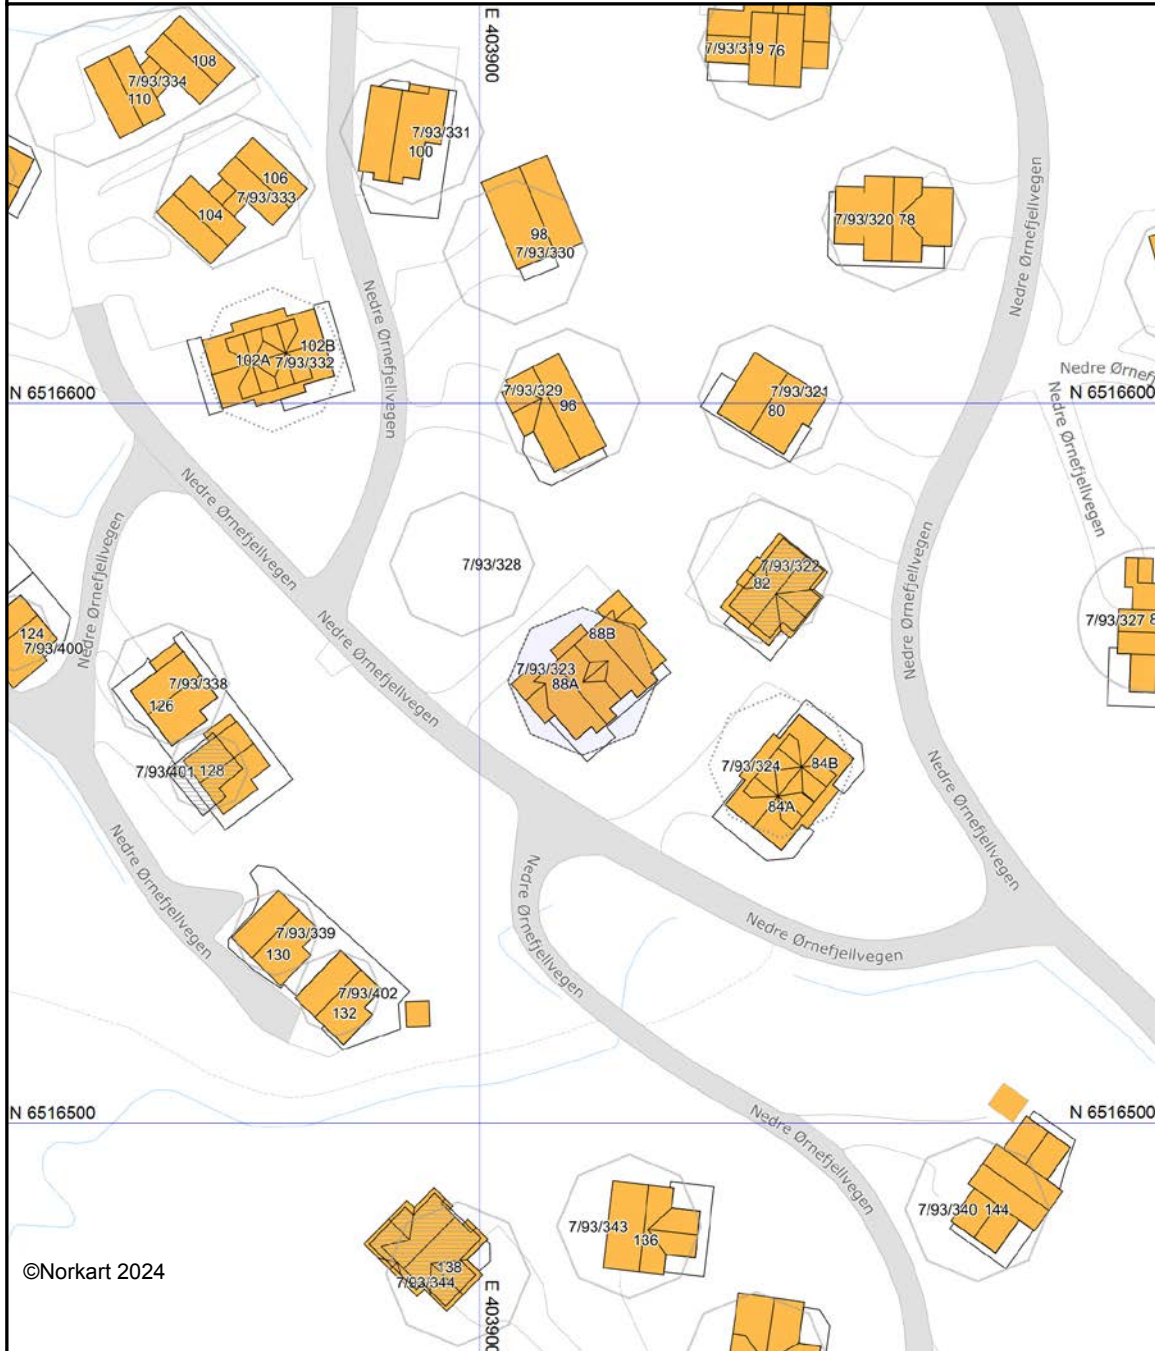 E 403900
108
7/93/334
110
7/93/319 76
7/93/331
100
106
7/93/333
104
98
7/93/330
7/93/320 78
Nedre Ørnefjellvegen
Nedre Ørnefjellvegen
102B
102A 7/93/332
7/93/329
96
7/93/321
80
Nedre Ørnefj
N 6516600
N 6516600
Nedre Ørnefjellvegen
Nedre Ørnefjellvegen
Nedre Ørnefjellvegen
Nedre Ørnefjellvegen
7/93/328
7/93/322
82
Nedre Ørnefjellvegen
124
7/93/400
Nedre Ørnefjellvegen
88B
7/93/323
88A
7/93/327 8
7/93/338
126
7/93/401 128
7/93/324 84B
84A
Nedre Ørnefjellvegen
Nedre Ørnefjellvegen
Nedre Ørnefjellvegen
Nedre Ørnefjellvegen
7/93/339
130
7/93/402
132
N 6516500
N 6516500
Nedre Ørnefjellvegen
7/93/343
136
7/93/340 144
138
7/93/344
©Norkart 2024
E 403900